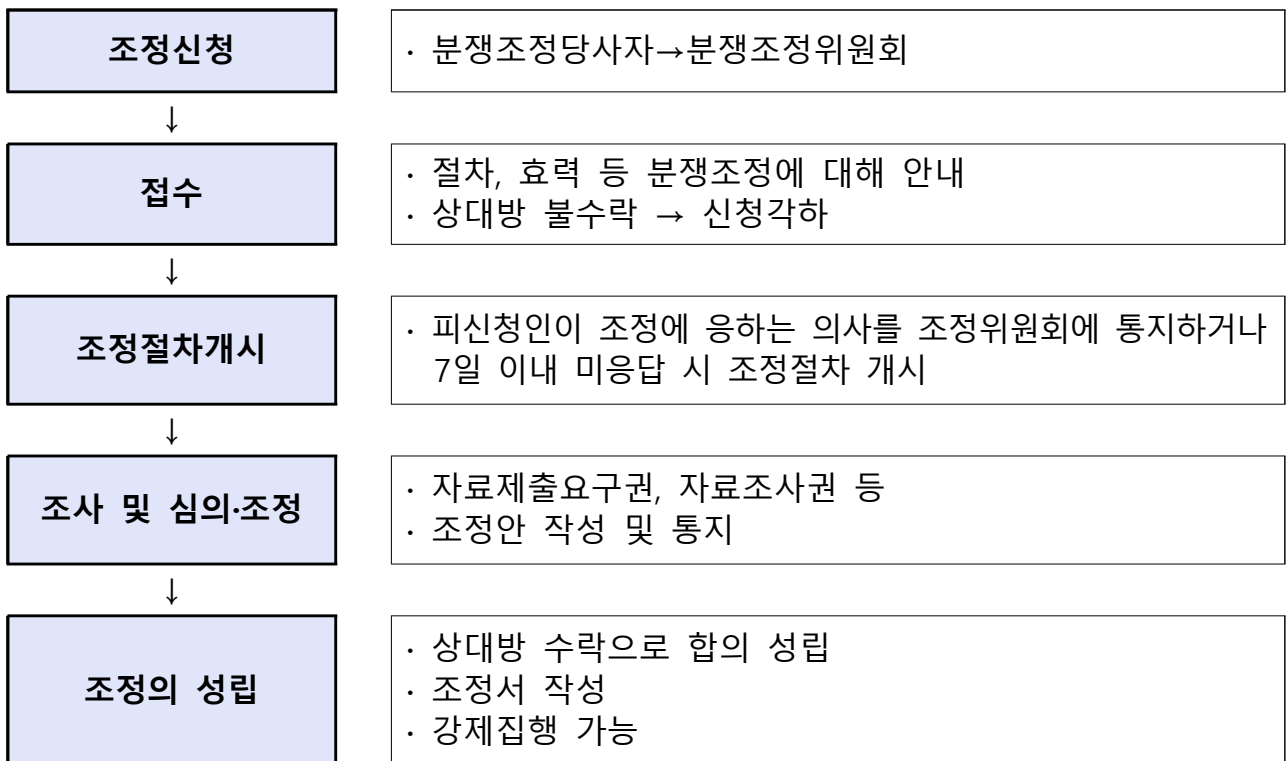 조정신청
· 분쟁조정당사자→분쟁조정위원회
↓
접수
· 절차, 효력 등 분쟁조정에 대해 안내
· 상대방 불수락 → 신청각하
↓
조정절차개시
· 피신청인이 조정에 응하는 의사를 조정위원회에 통지하거나
7일 이내 미응답 시 조정절차 개시
↓
조사 및 심의·조정
· 자료제출요구권, 자료조사권 등
· 조정안 작성 및 통지
↓
조정의 성립
· 상대방 수락으로 합의 성립
· 조정서 작성
· 강제집행 가능